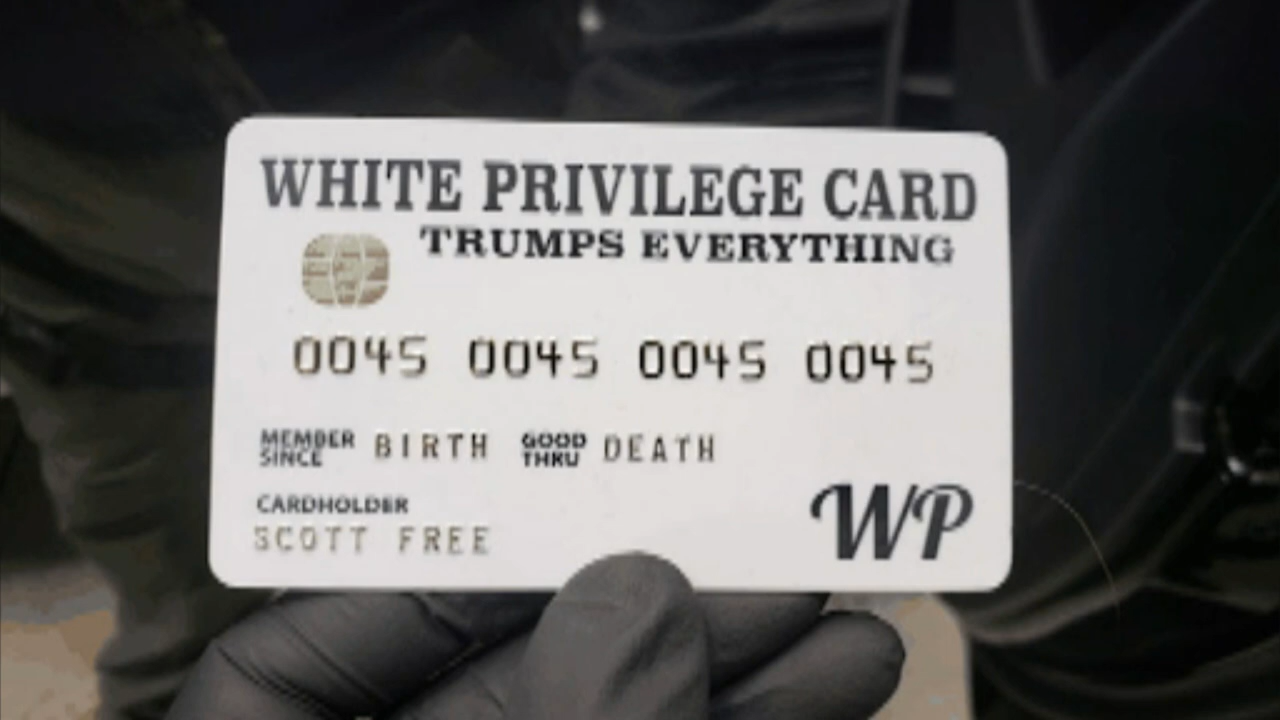 WHITE PRIVILEGE CARD
TRUMPS EVERYTHING
0045 0045 0045 0045
MEMBER SINCE BIRTH GOOD THRU DEATH
CARDHOLDER
SCOTT FREE
WP